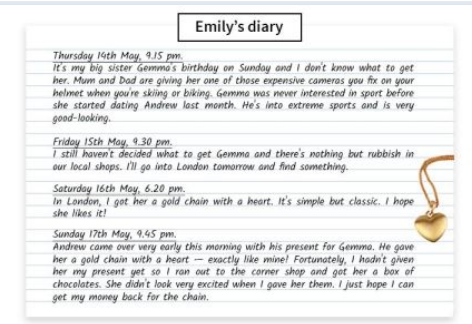 Emily's diary
Thursday 14th May, 9.15 pm.
It's my big sister Gemma's birthday on Sunday and I don't know what to get
her. Mum and Dad are giving her one of those expensive cameras you fix on your
helmet when you're skiing or biking. Gemma was never interested in sport before
she started dating Andrew last month. He's into extreme sports and is very
good-looking.
Friday 15th May, 9.30 pm.
I still haven't decided what to get Gemma and there's nothing but rubbish in
our local shops. I'll go into London tomorrow and find something.
Saturday 16th May, 6.20 pm.
In London, I got her a gold chain with a heart. It's simple but classic. I hope
she likes it!
Sunday 17th May, 9.45 pm.
Andrew came over very early this morning with his present for Gemma. He gave
her a gold chain with a heart – exactly like mine! Fortunately, I hadn't given
her my present yet so I ran out to the corner shop and got her a box of
chocolates. She didn't look very excited when I gave her them. I just hope I can
get my money back for the chain.